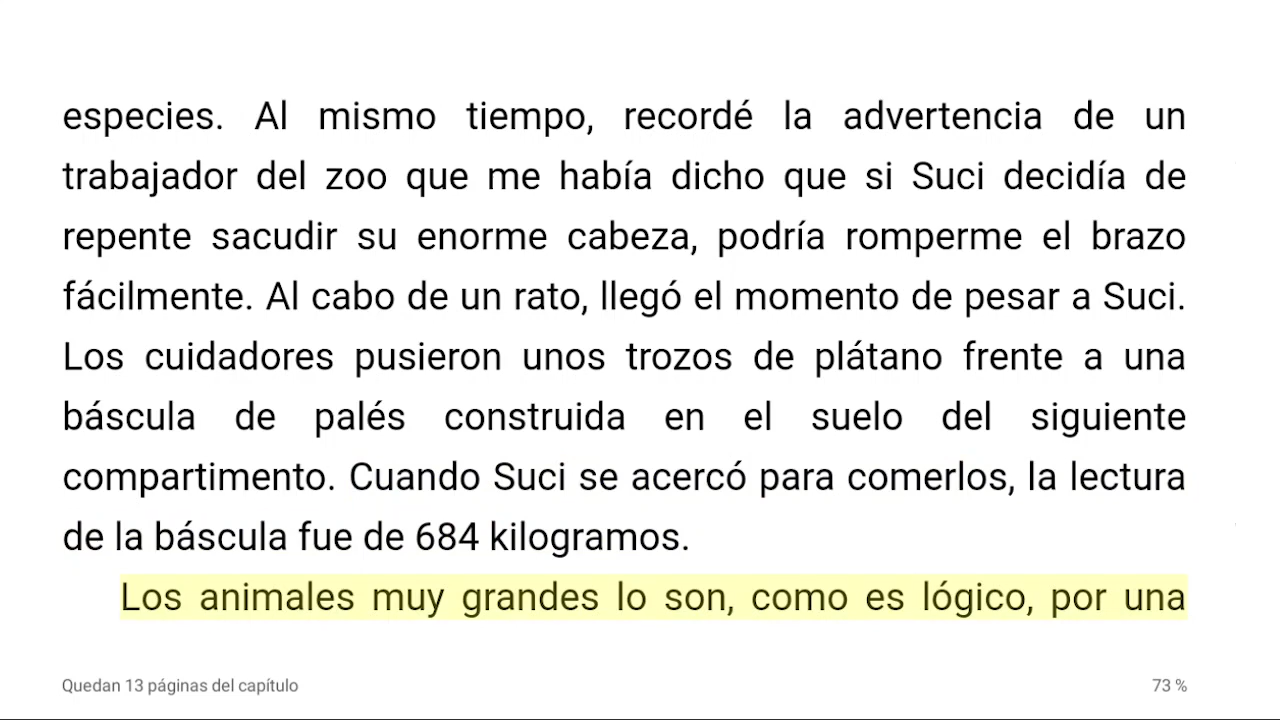 especies. Al mismo tiempo, recordé la advertencia de un
trabajador del zoo que me había dicho que si Suci decidía de
repente sacudir su enorme cabeza, podría romperme el brazo
fácilmente. Al cabo de un rato, llegó el momento de pesar a Suci.
Los cuidadores pusieron unos trozos de plátano frente a una
báscula de palés construida en el suelo del siguiente
compartimento. Cuando Suci se acercó para comerlos, la lectura
de la báscula fue de 684 kilogramos.
Los animales muy grandes lo son, como es lógico, por una
Quedan 13 páginas del capítulo
73 %